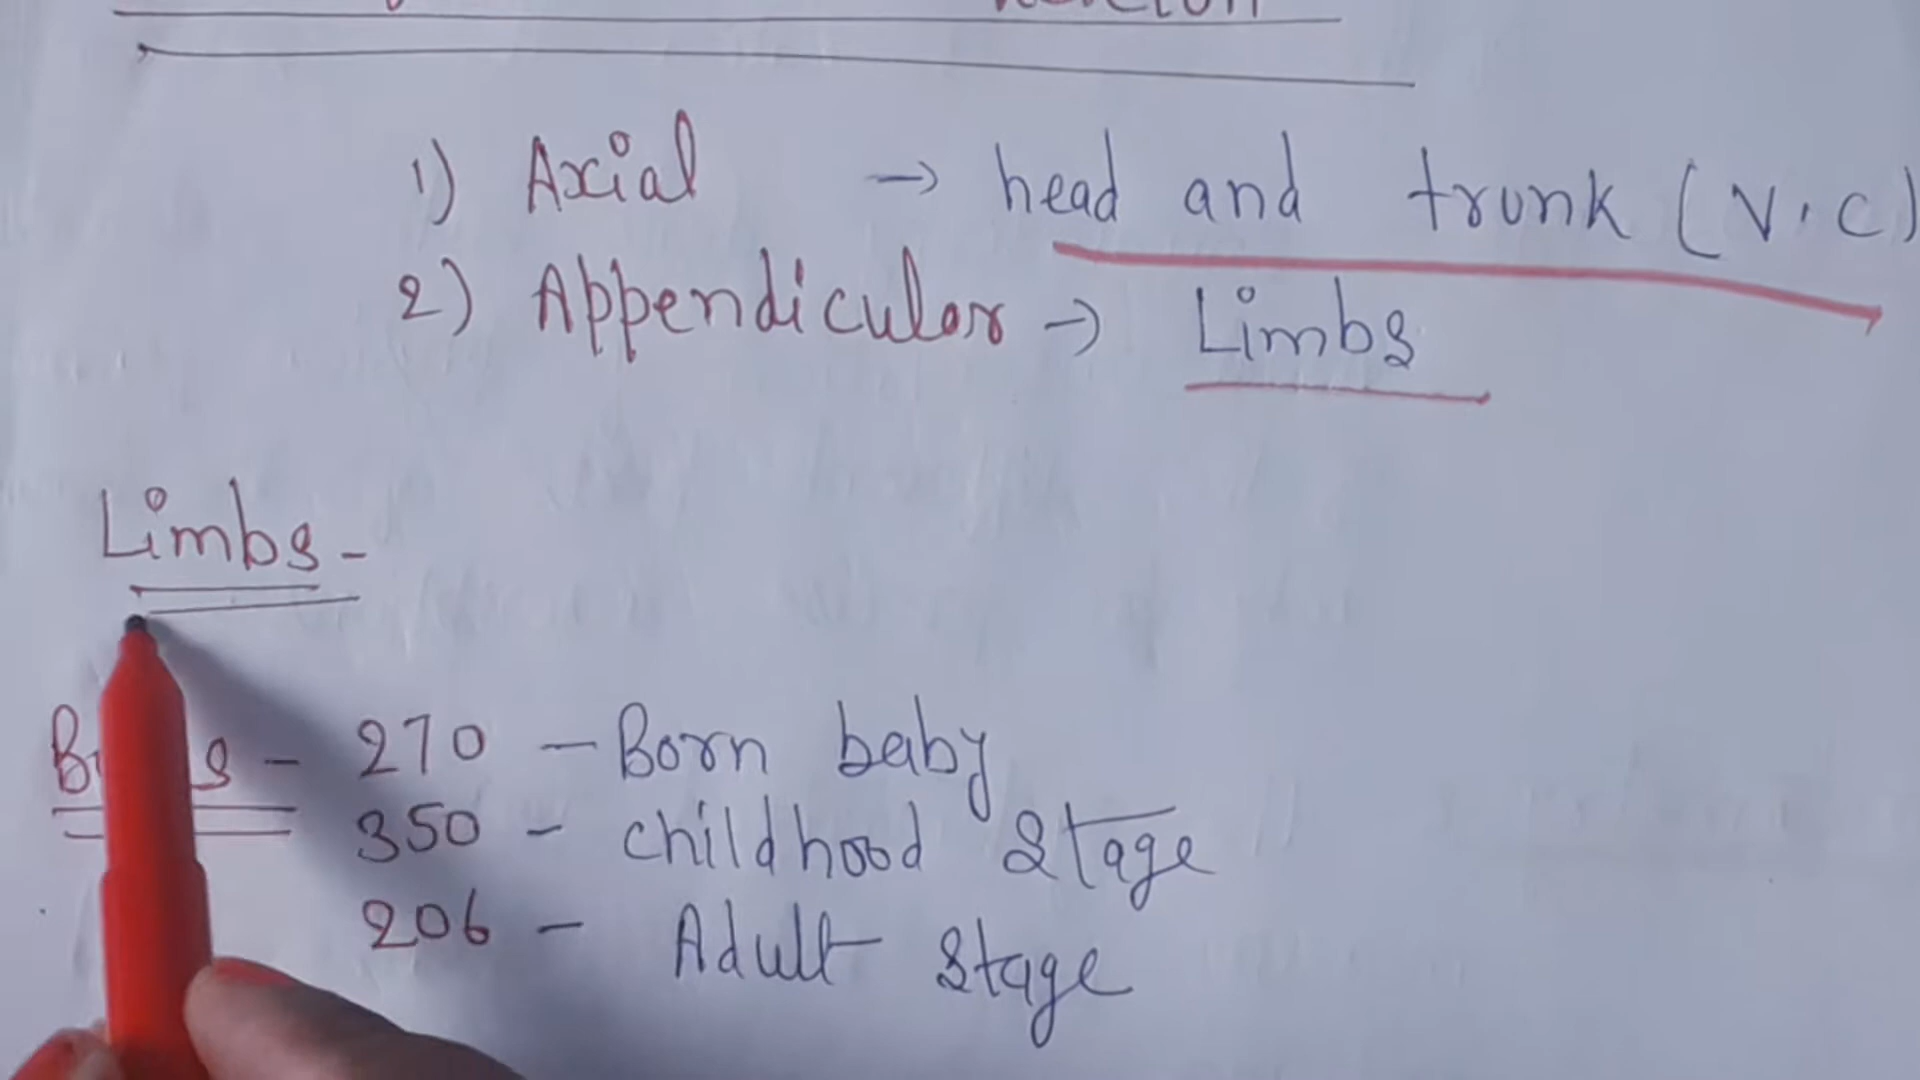 1) Axial → head and trunk (V.C)
2) Appendicular → Limbs
Limbs -
- 270 - Born baby
350 - childhood Stage
206 - Adult Stage